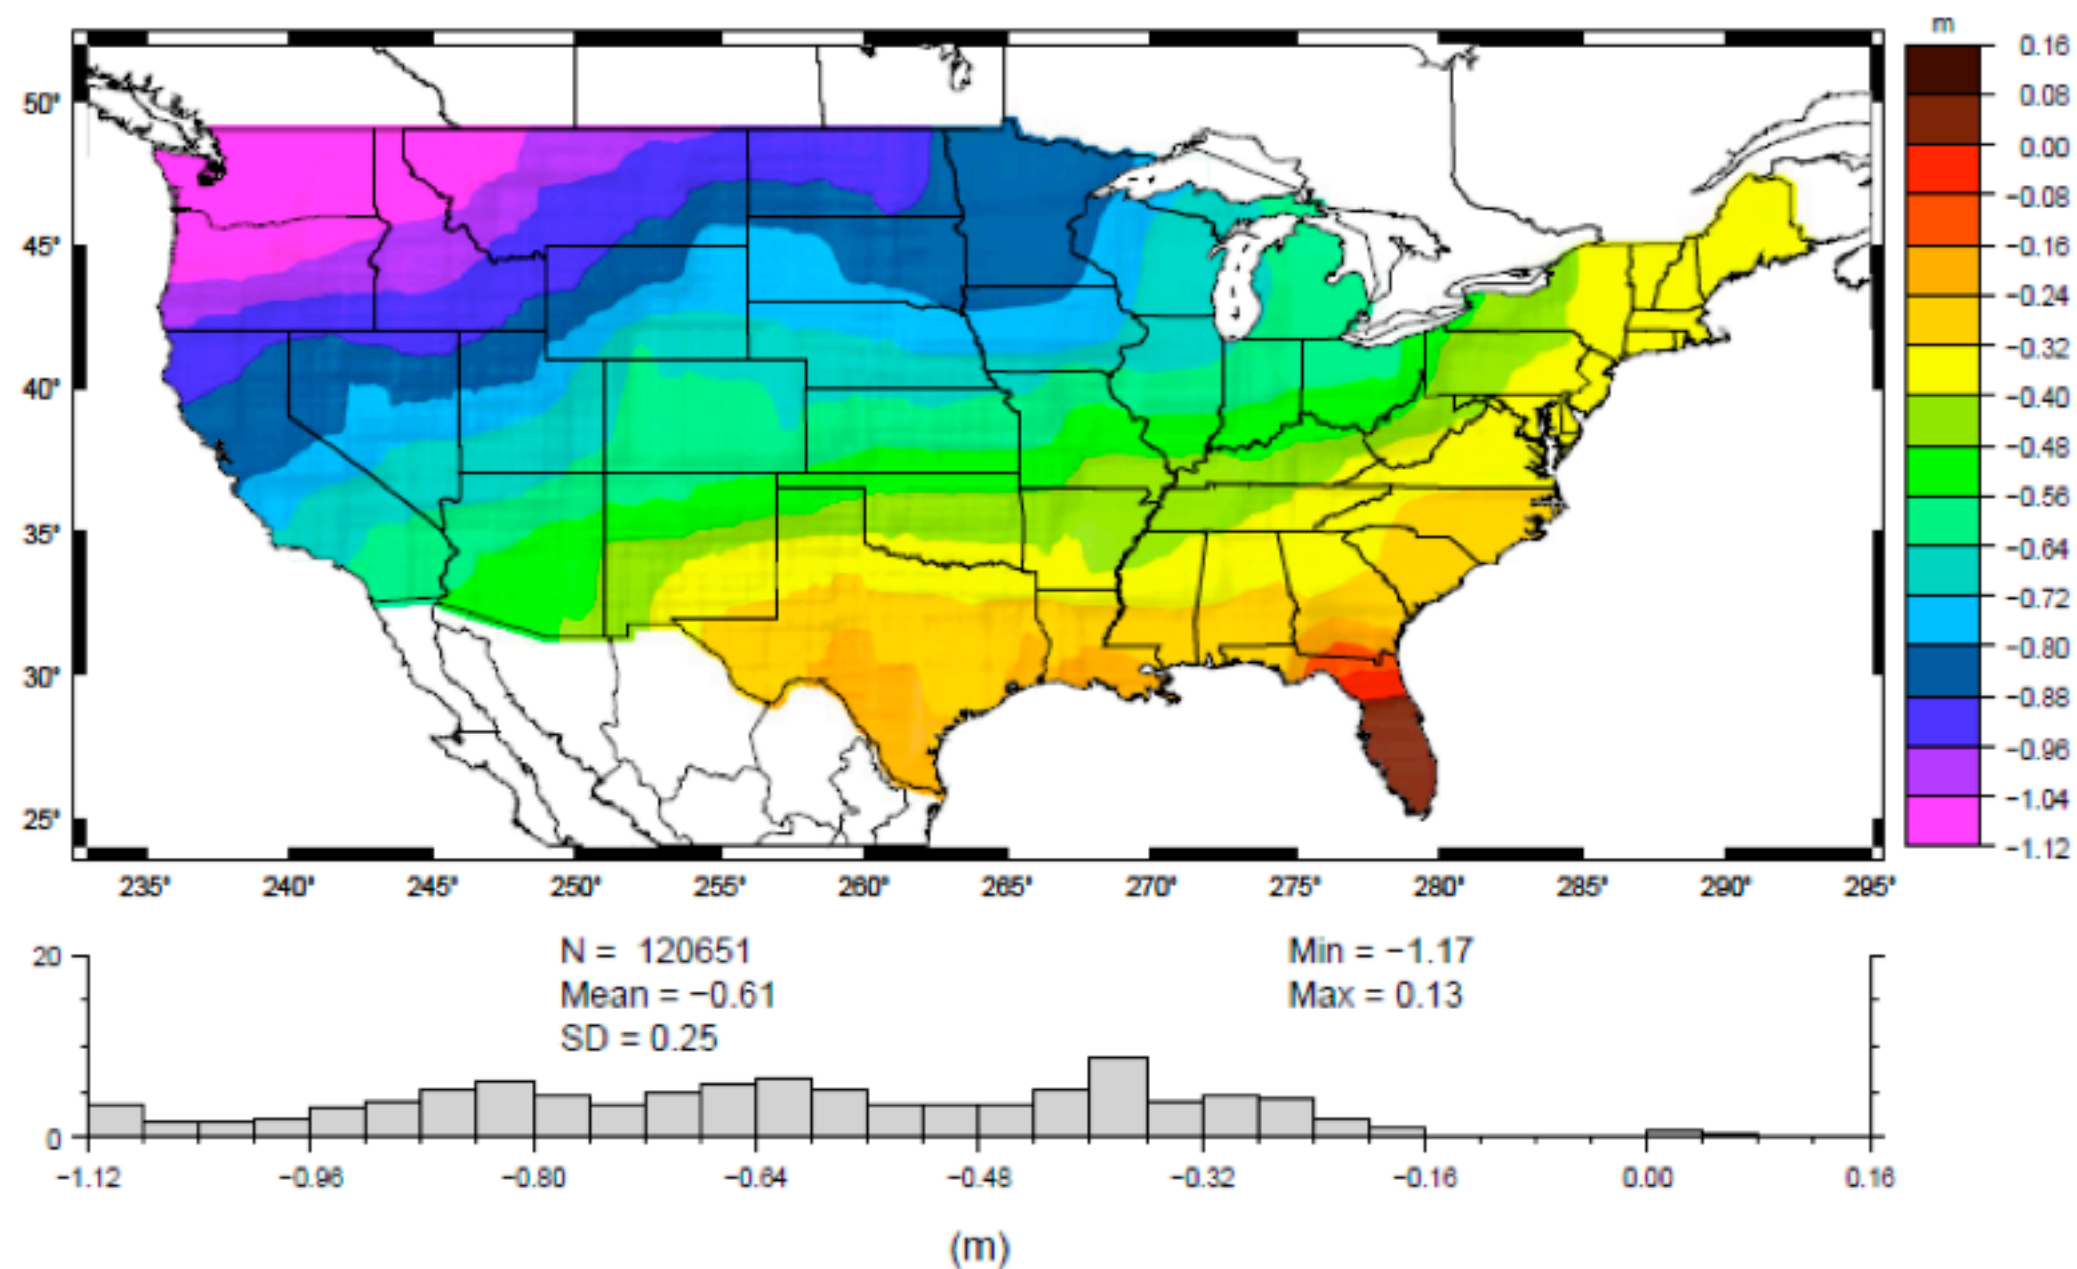 m
0.16
0.08
0.00
−0.08
−0.16
−0.24
−0.32
−0.40
−0.48
−0.56
−0.64
−0.72
−0.80
−0.88
−0.96
−1.04
−1.12
50°
45°
40°
35°
30°
25°
235° 240° 245° 250° 255° 260° 265° 270° 275° 280° 285° 290° 295°
20
0
N = 120651
Mean = −0.61
SD = 0.25
Min = −1.17
Max = 0.13
−1.12 −0.96 −0.80 −0.64 −0.48 −0.32 −0.16 0.00 0.16
(m)